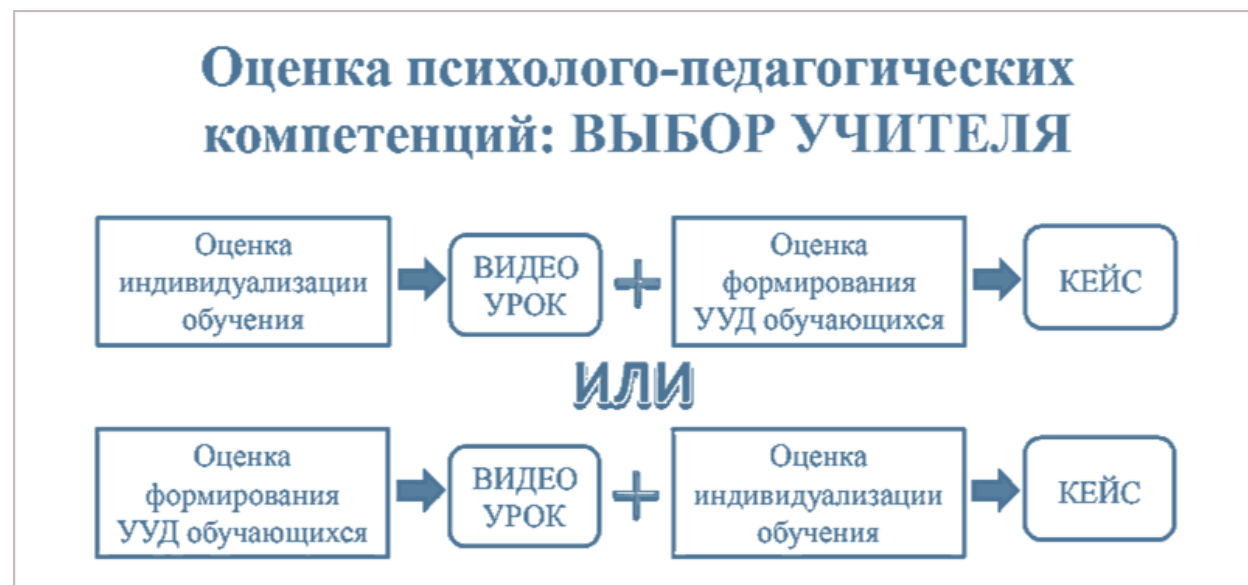 Оценка психолого-педагогических
компетенций: ВЫБОР УЧИТЕЛЯ
Оценка
индивидуализации
обучения
ВИДЕО
УРОК
+
Оценка
формирования
УУД обучающихся
КЕЙС
ИЛИ
Оценка
формирования
УУД обучающихся
ВИДЕО
УРОК
+
Оценка
индивидуализации
обучения
КЕЙС